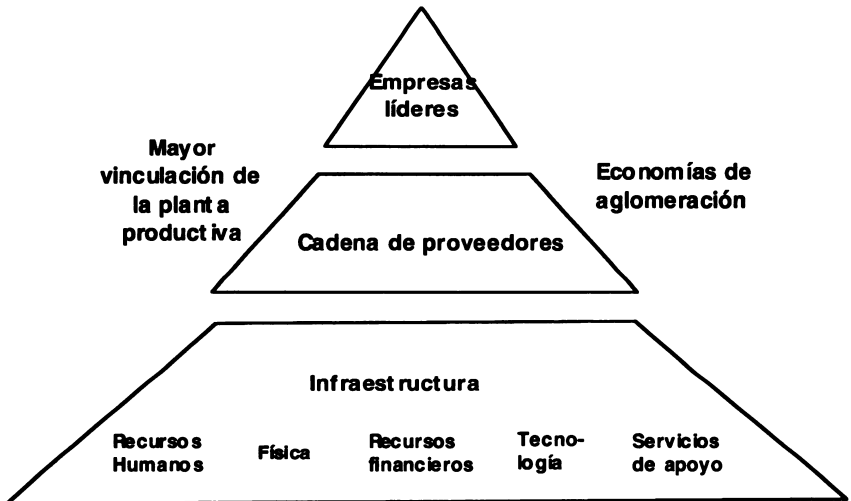 Empresas
líderes
Mayor
vinculación de
la planta
productiva
Economías de
aglomeración
Cadena de proveedores
Infraestructura
Recursos
Humanos
Física
Recursos
financieros
Tecno-
logía
Servicios
de apoyo